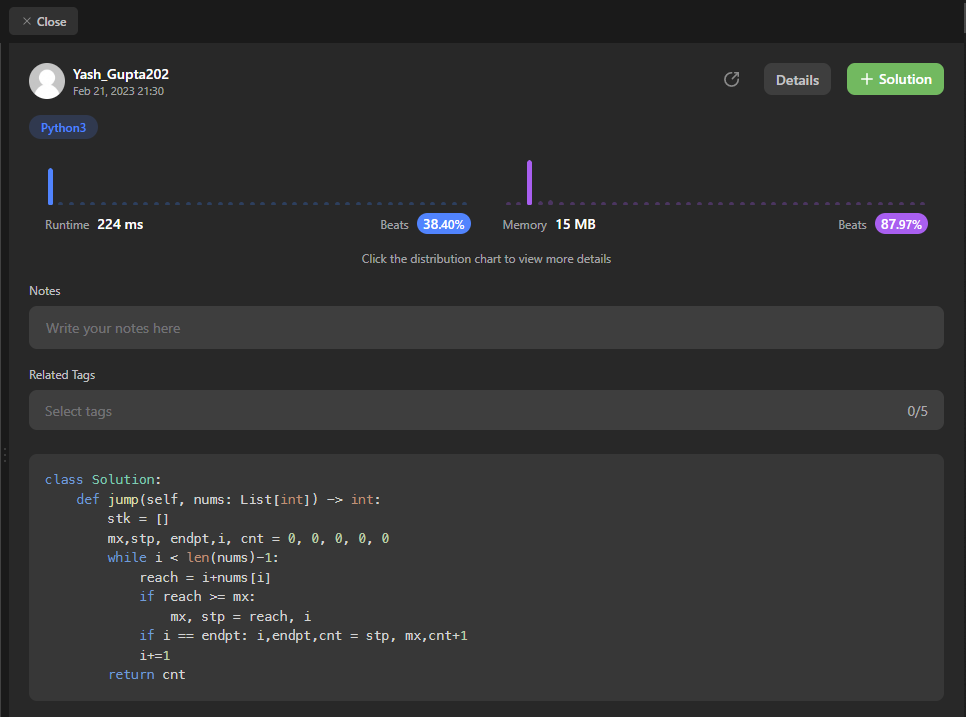 Close
Yash_Gupta202
Feb 21, 2023 21:30
Details
+ Solution
Python3
Runtime 224 ms
Beats 38.40%
Memory 15 MB
Beats 87.97%
Click the distribution chart to view more details
Notes
Write your notes here
Related Tags
Select tags
0/5
class Solution:
    def jump(self, nums: List[int]) -> int:
        stk = []
        mx,stp, endpt,i, cnt = 0, 0, 0, 0, 0
        while i < len(nums)-1:
            reach = i+nums[i]
            if reach >= mx:
                mx, stp = reach, i
            if i == endpt: i,endpt,cnt = stp, mx,cnt+1
            i+=1
        return cnt